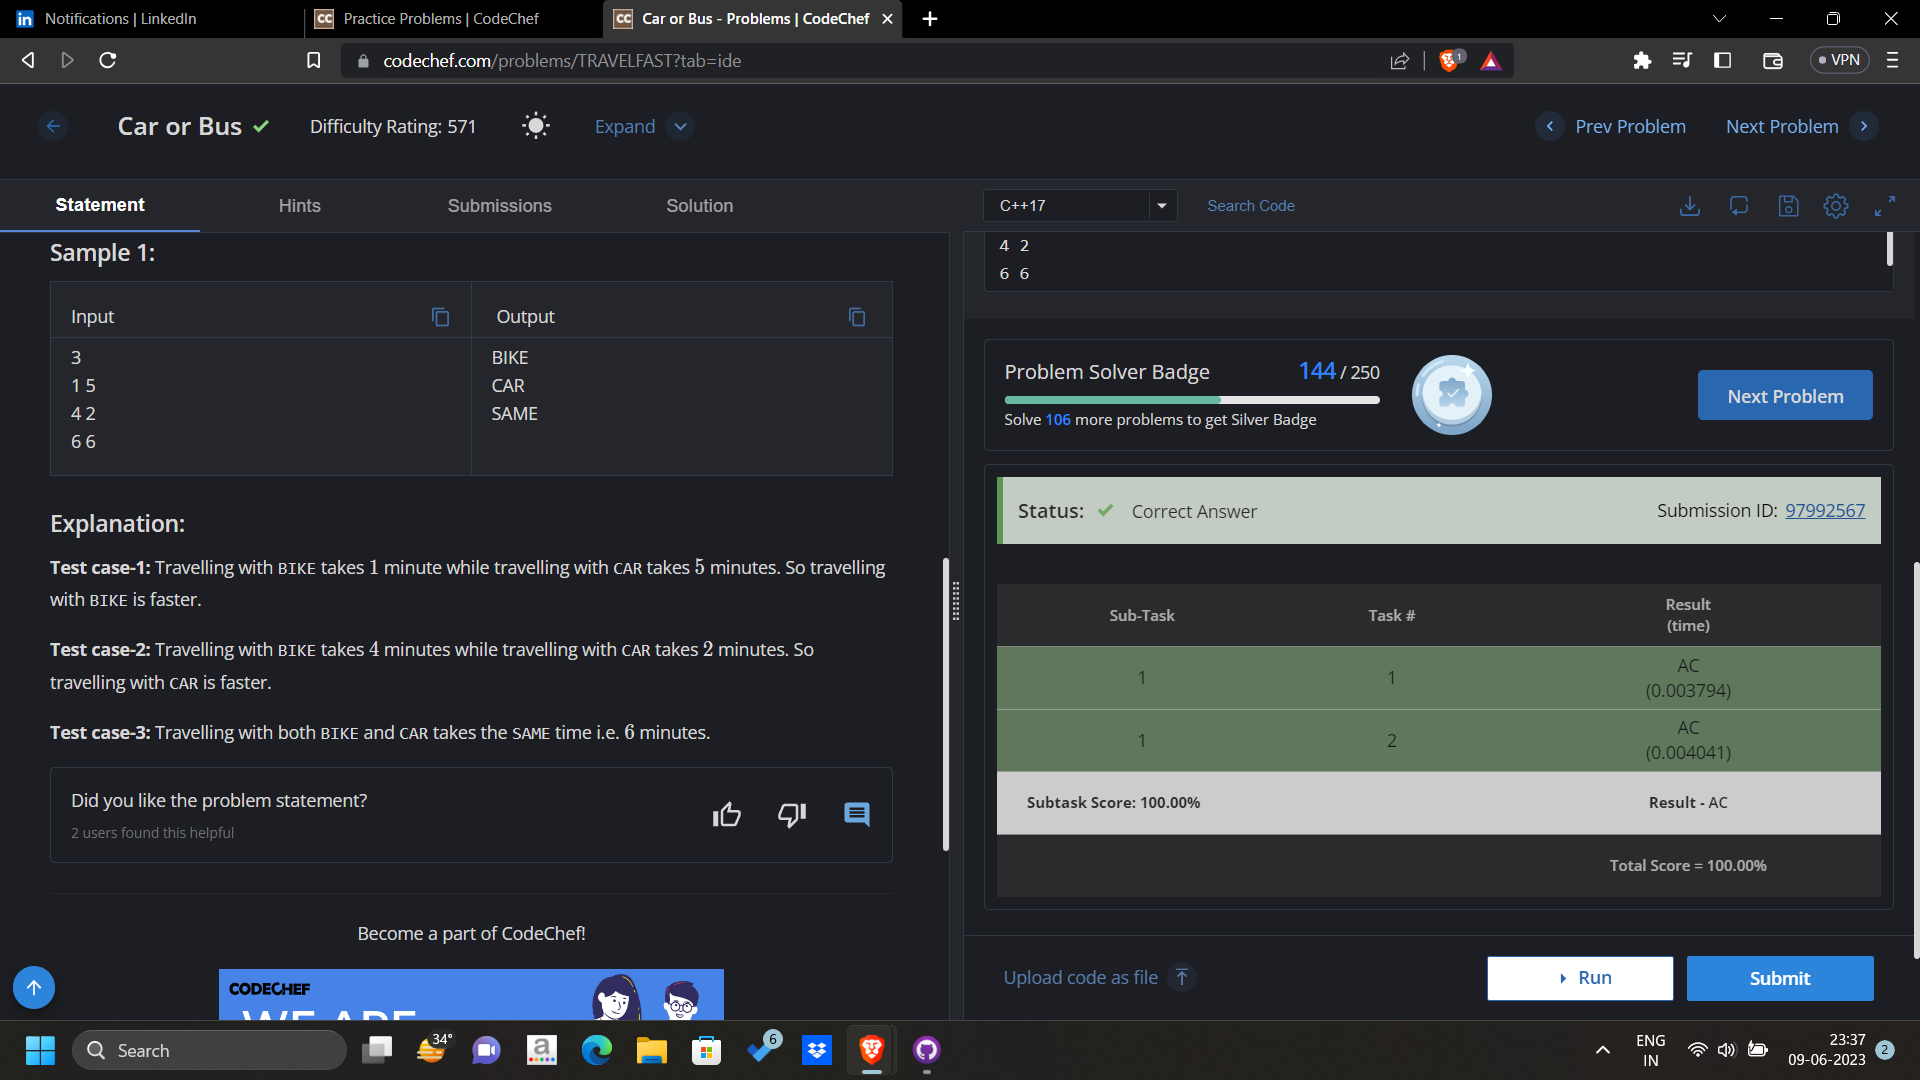 Notifications | LinkedIn
Practice Problems | CodeChef
Car or Bus - Problems | CodeChef
codechef.com/problems/TRAVELFAST?tab=ide
1
VPN
Car or Bus
Difficulty Rating: 571
Expand
Prev Problem
Next Problem
Statement
Hints
Submissions
Solution
Sample 1:
Input
Output
3
1 5
4 2
6 6
BIKE
CAR
SAME
Explanation:
Test case-1: Travelling with BIKE takes 1 minute while travelling with CAR takes 5 minutes. So travelling
with BIKE is faster.
Test case-2: Travelling with BIKE takes 4 minutes while travelling with CAR takes 2 minutes. So
travelling with CAR is faster.
Test case-3: Travelling with both BIKE and CAR takes the SAME time i.e. 6 minutes.
Did you like the problem statement?
2 users found this helpful
Become a part of CodeChef!
CODECHEF
WE ARE
C++17
Search Code
4 2
6 6
Problem Solver Badge
144 / 250
Solve 106 more problems to get Silver Badge
Next Problem
Status:
Correct Answer
Submission ID: 97992567
Sub-Task
Task #
Result
(time)
1
1
AC
(0.003794)
1
2
AC
(0.004041)
Subtask Score: 100.00%
Result - AC
Total Score = 100.00%
Upload code as file
Run
Submit
Search
34°
6
ENG
IN
23:37
09-06-2023
2